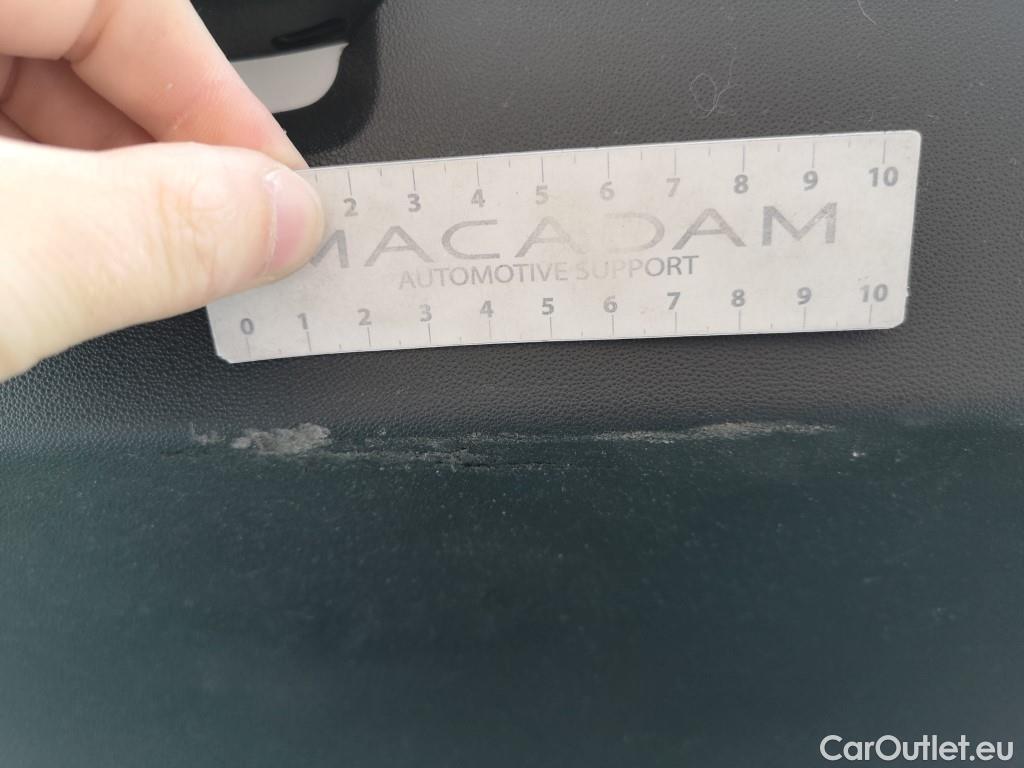 2 3 4 5 6 7 8 9 10
MACADAM
AUTOMOTIVE SUPPORT
0 1 2 3 4 5 6 7 8 9 10
CarOutlet.eu